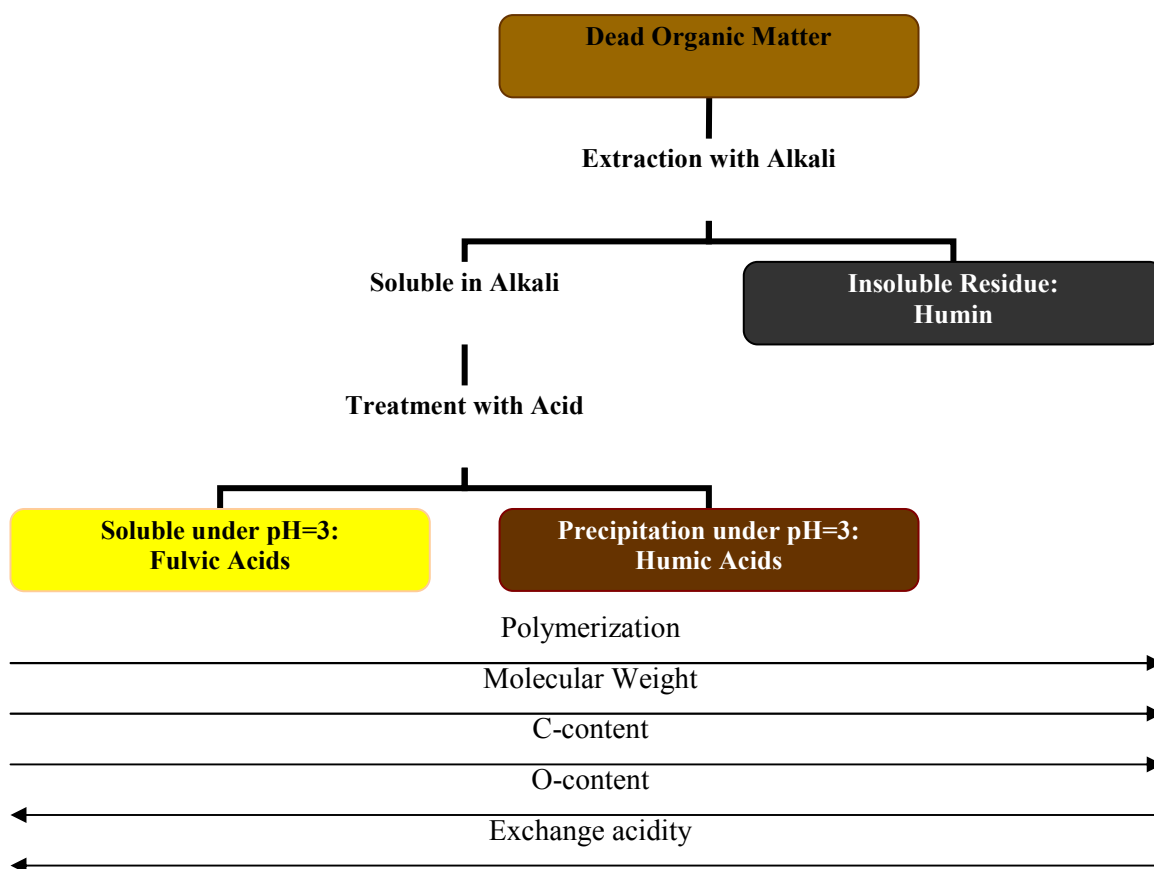 Dead Organic Matter
Extraction with Alkali
Soluble in Alkali
Insoluble Residue:
Humin
Treatment with Acid
Soluble under pH=3:
Fulvic Acids
Precipitation under pH=3:
Humic Acids
Polymerization
Molecular Weight
C-content
O-content
Exchange acidity